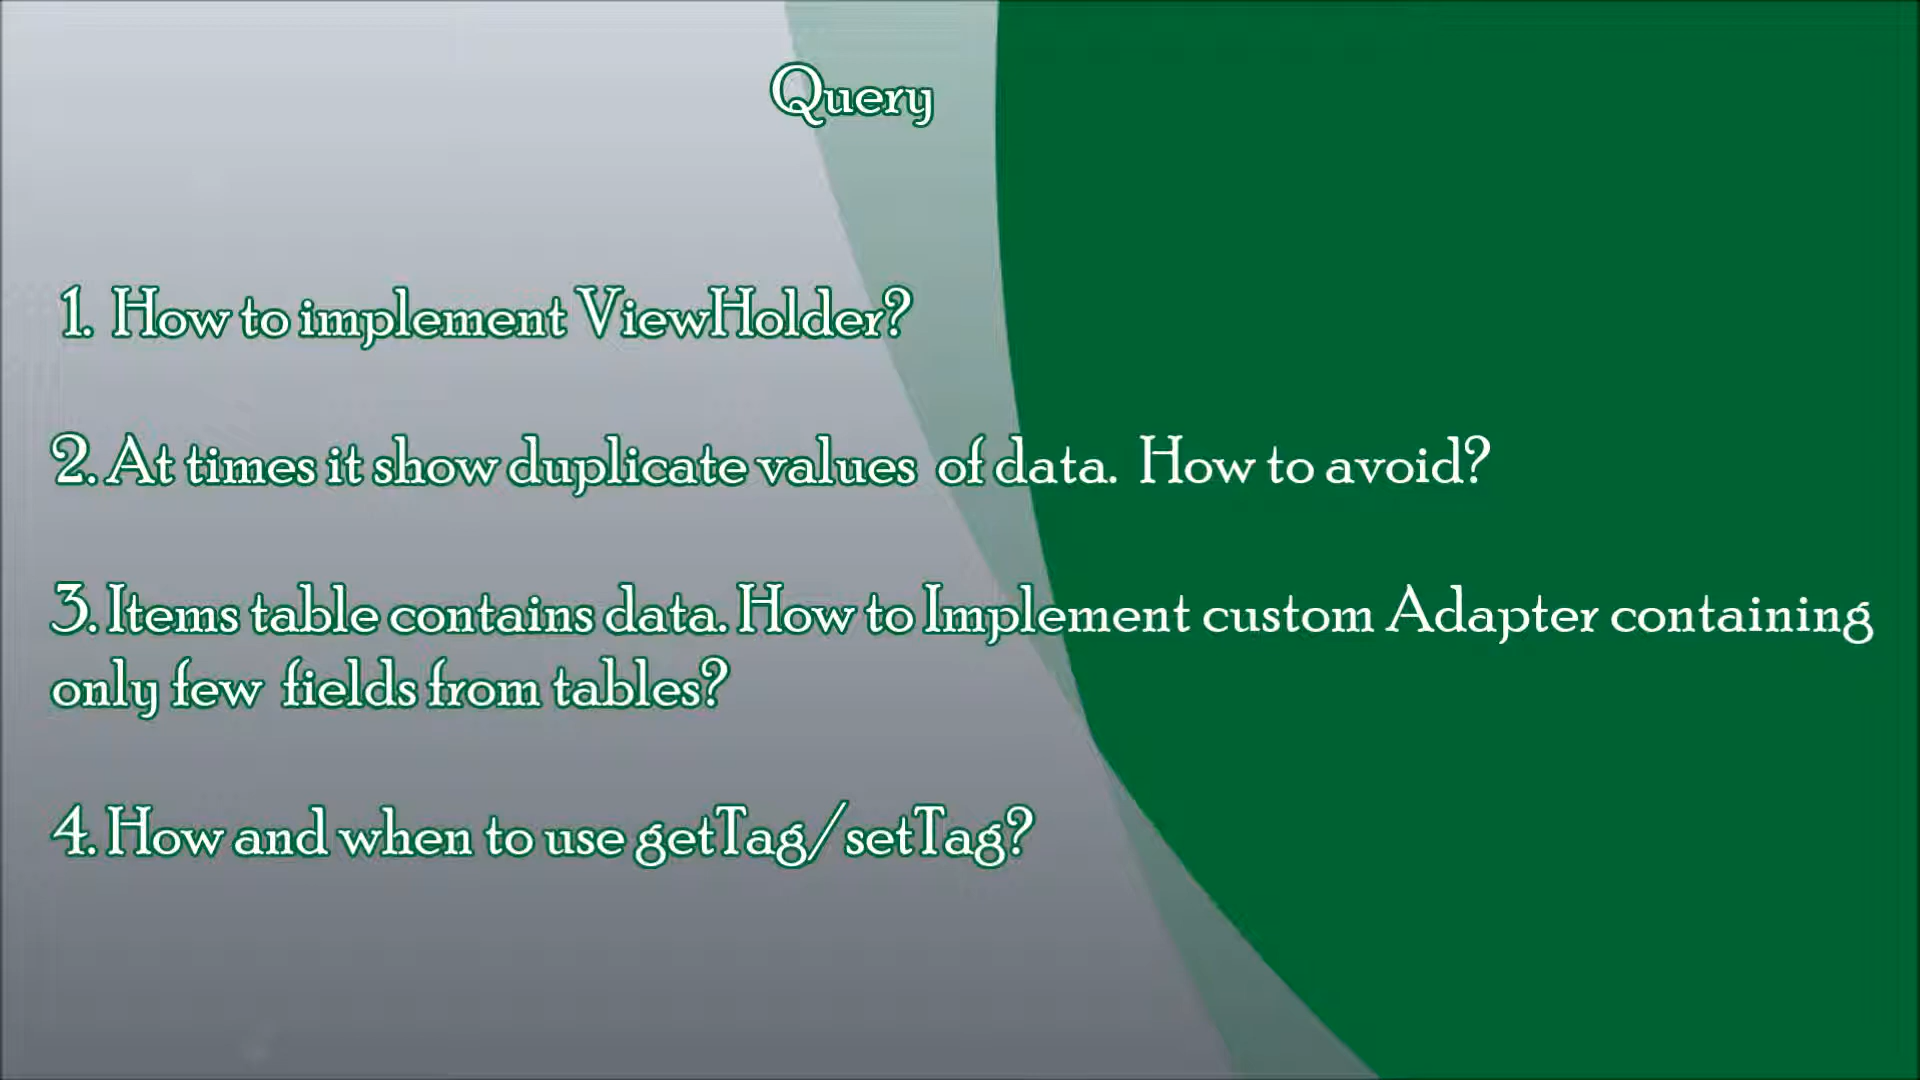 Query
1. How to implement ViewHolder?
2. At times it show duplicate values of data. How to avoid?
3. Items table contains data. How to Implement custom Adapter containing
only few fields from tables?
4. How and when to use getTag/setTag?